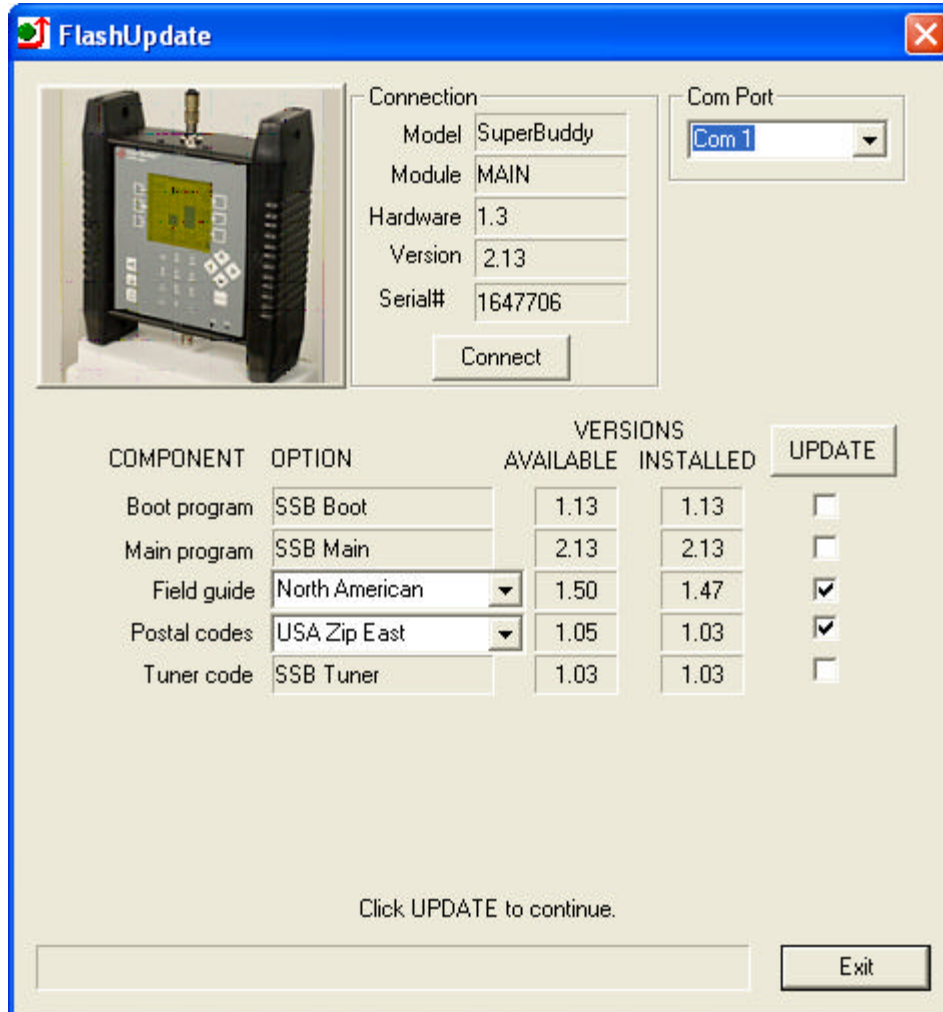 FlashUpdate
Connection
Model SuperBuddy
Module MAIN
Hardware 1.3
Version 2.13
Serial# 1647706
Connect
Com Port
Com 1
VERSIONS
COMPONENT OPTION AVAILABLE INSTALLED UPDATE
Boot program SSB Boot 1.13 1.13
Main program SSB Main 2.13 2.13
Field guide North American 1.50 1.47
Postal codes USA Zip East 1.05 1.03
Tuner code SSB Tuner 1.03 1.03
Click UPDATE to continue.
Exit